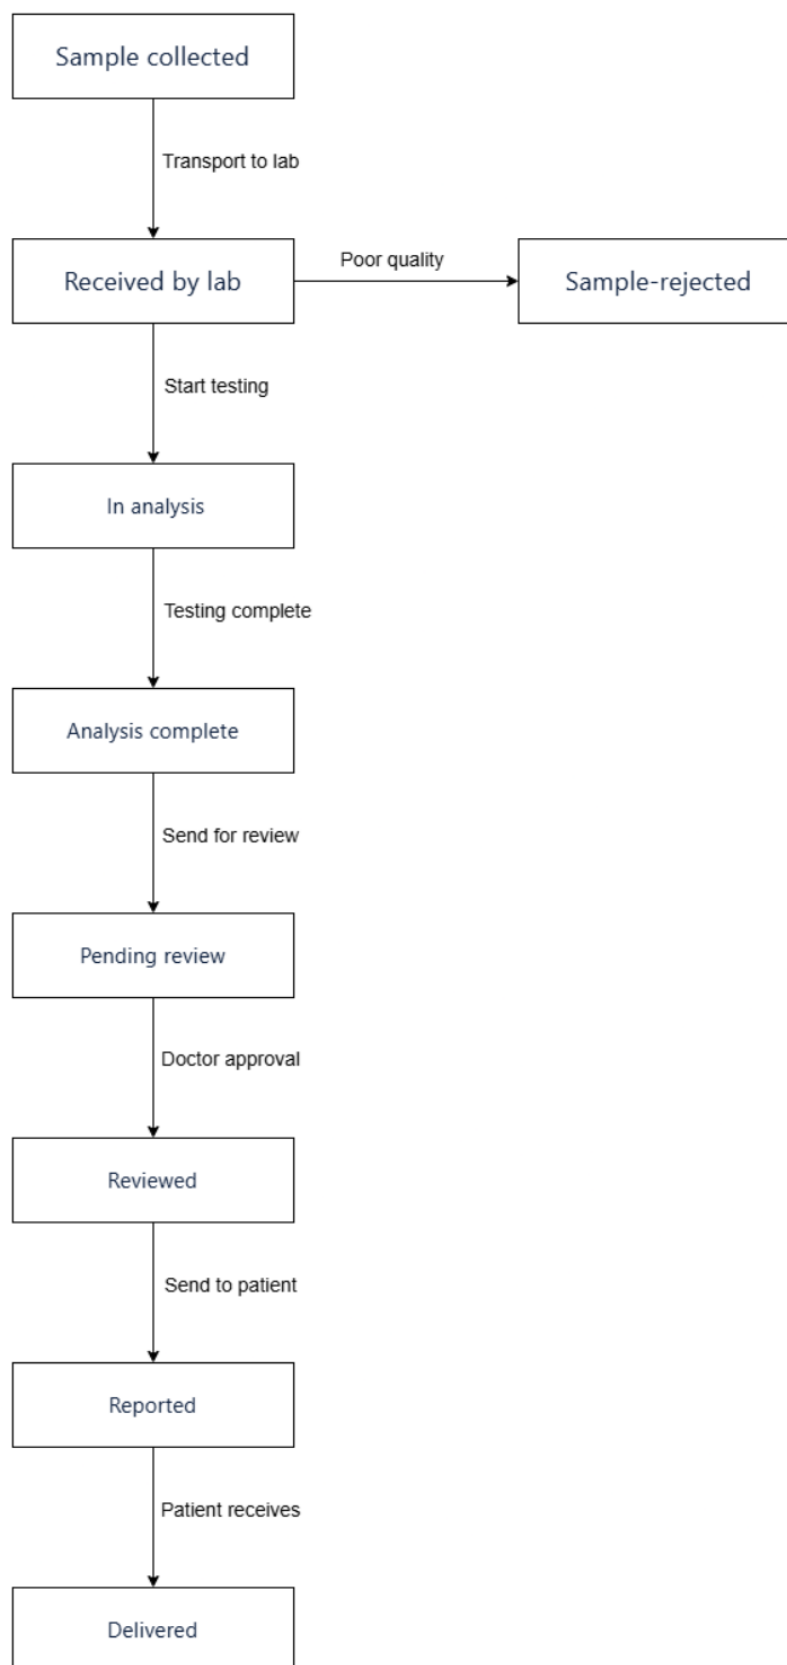 Sample collected
Transport to lab
Received by lab
Poor quality
Sample-rejected
Start testing
In analysis
Testing complete
Analysis complete
Send for review
Pending review
Doctor approval
Reviewed
Send to patient
Reported
Patient receives
Delivered